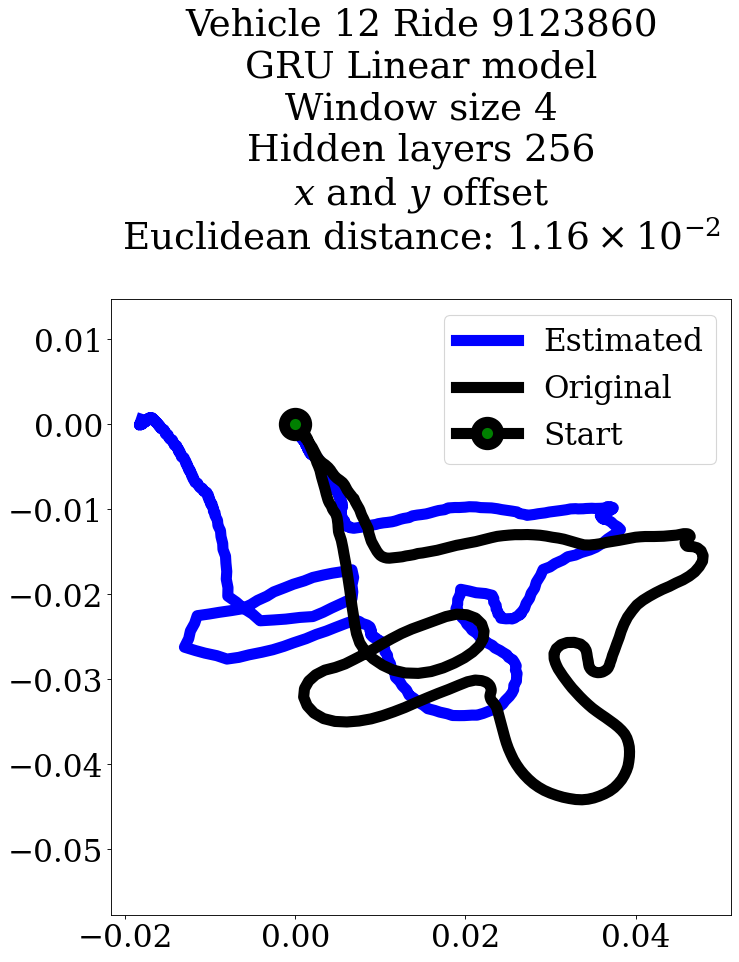 Vehicle 12 Ride 9123860
GRU Linear model
Window size 4
Hidden layers 256
x and y offset
Euclidean distance: 1.16 × 10⁻²
Estimated
Original
Start
0.01
0.00
−0.01
−0.02
−0.03
−0.04
−0.05
−0.02 0.00 0.02 0.04